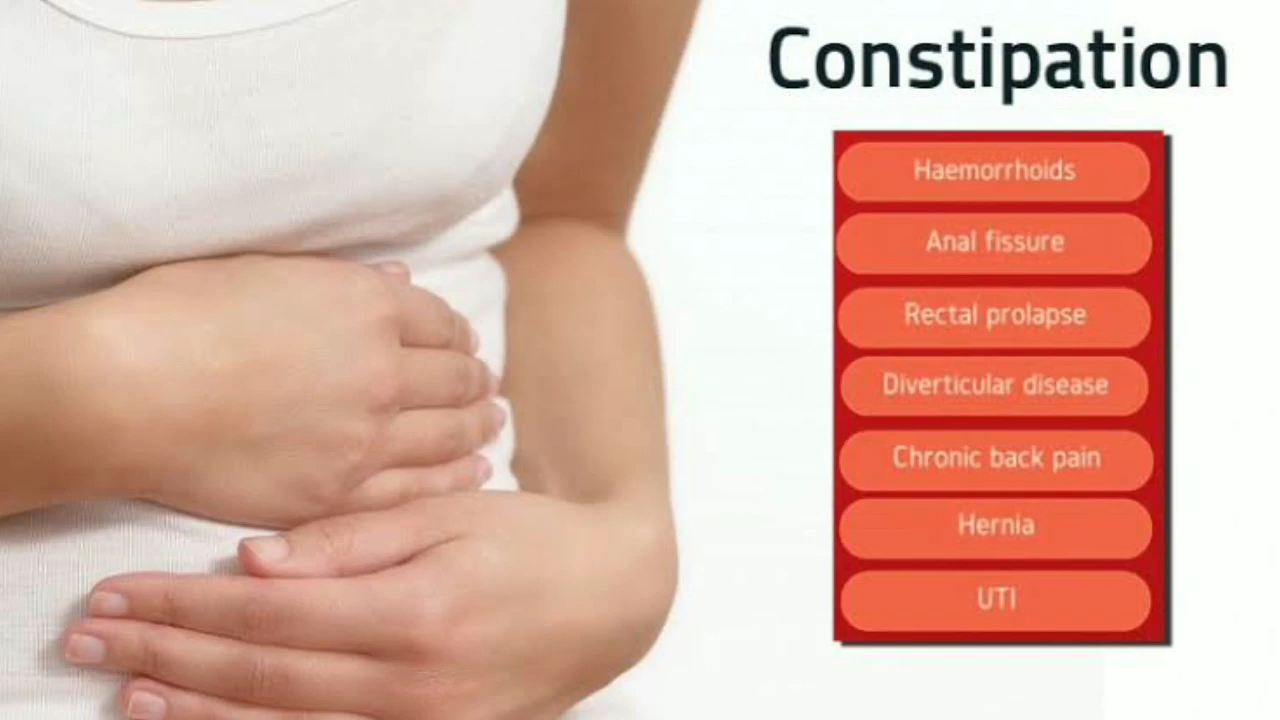 Constipation
Haemorrhoids
Anal fissure
Rectal prolapse
Diverticular disease
Chronic back pain
Hernia
UTI